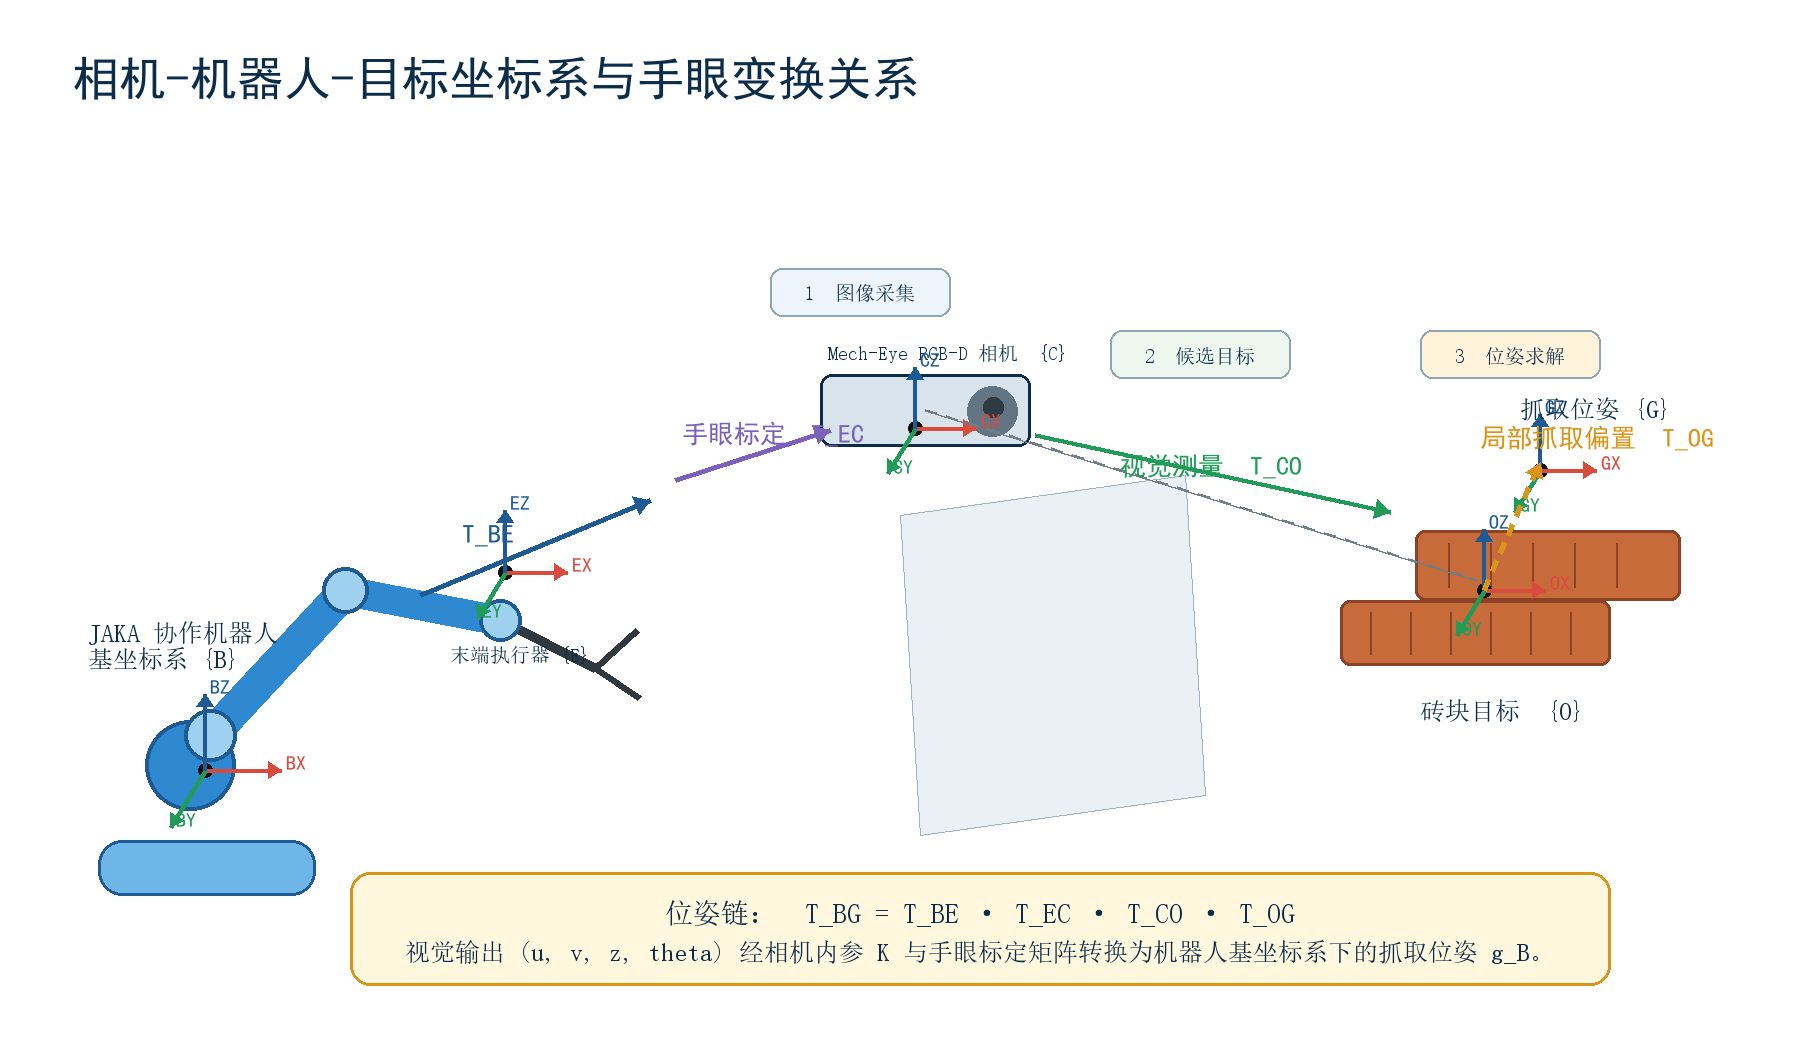 相机-机器人-目标坐标系与手眼变换关系
1 图像采集
2 候选目标
3 位姿求解
Mech-Eye RGB-D 相机 {C}
CZ
CX
CY
手眼标定 T_EC
视觉测量 T_CO
抓取位姿 {G}
GZ
局部抓取偏置 T_OG
GX
GY
T_BE
EZ
EX
EY
末端执行器 {E}
JAKA 协作机器人
基坐标系 {B}
BZ
BX
BY
OZ
OX
OY
砖块目标 {O}
位姿链： T_BG = T_BE · T_EC · T_CO · T_OG
视觉输出 (u, v, z, theta) 经相机内参 K 与手眼标定矩阵转换为机器人基坐标系下的抓取位姿 g_B。